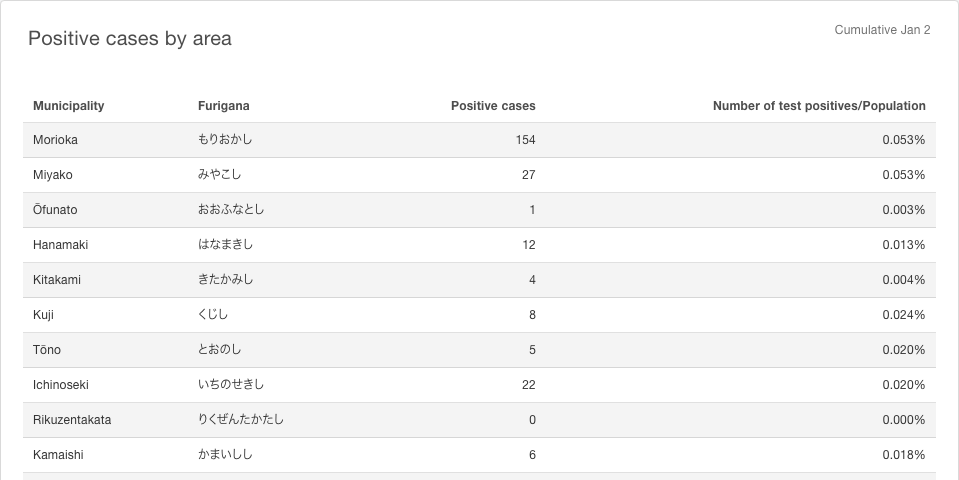 Positive cases by area
Cumulative Jan 2
Municipality Furigana Positive cases Number of test positives/Population
Morioka もりおかし 154 0.053%
Miyako みやこし 27 0.053%
Ōfunato おおふなとし 1 0.003%
Hanamaki はなまきし 12 0.013%
Kitakami きたかみし 4 0.004%
Kuji くじし 8 0.024%
Tōno とおのし 5 0.020%
Ichinoseki いちのせきし 22 0.020%
Rikuzentakata りくぜんたかたし 0 0.000%
Kamaishi かまいしし 6 0.018%